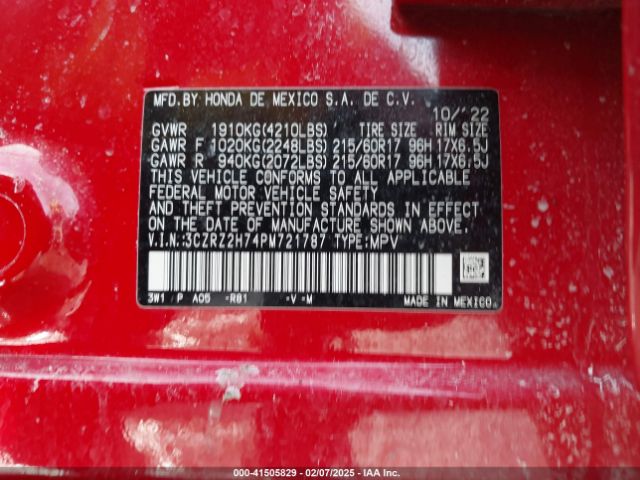 MFD.BY HONDA DE MEXICO S.A. DE C.V. 10/'22
GVWR 1910KG(4210LBS) TIRE SIZE RIM SIZE
GAWR F 1020KG(2248LBS) 215/60R17 96H 17X6.5J
GAWR R 940KG(2072LBS) 215/60R17 96H 17X6.5J
THIS VEHICLE CONFORMS TO ALL APPLICABLE
FEDERAL MOTOR VEHICLE SAFETY
AND THEFT PREVENTION STANDARDS IN EFFECT
ON THE DATE OF MANUFACTURE SHOWN ABOVE.
V.I.N:3CZRZ2H74PM721787 TYPE:MPV
3W1 P A05 -R81 -V -M MADE IN MEXICO
000-41505829 - 02/07/2025 - IAA Inc.